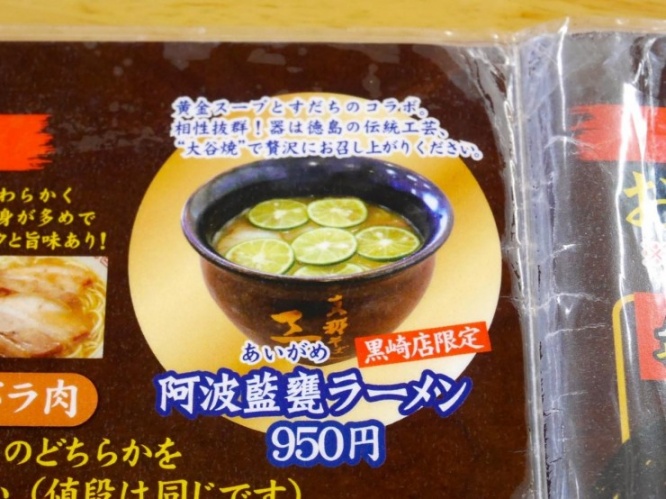 黄金スープとすだちのコラボ。
相性抜群！器は徳島の伝統工芸、
“大谷焼”で贅沢にお召し上がりください。
わらかく
身が多めで
クと旨味あり!
黒崎店限定
あいがめ
阿波藍甕ラーメン
950円
バラ肉
のどちらかを
い（値段は同じです）